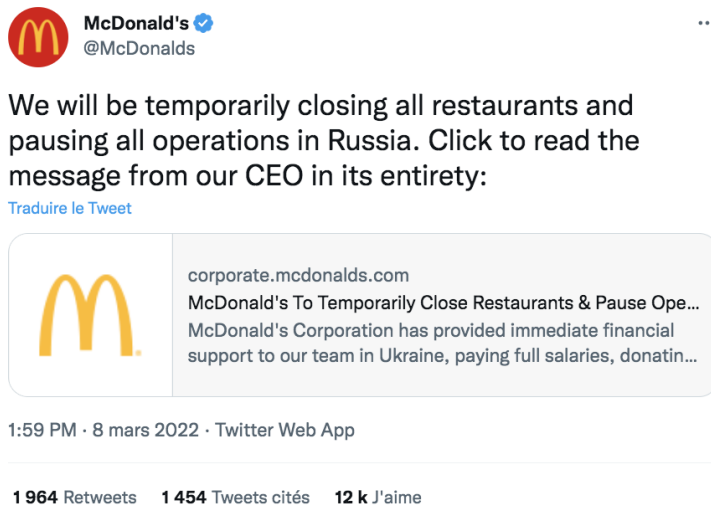 McDonald's
@McDonalds
We will be temporarily closing all restaurants and
pausing all operations in Russia. Click to read the
message from our CEO in its entirety:
Traduire le Tweet
corporate.mcdonalds.com
McDonald's To Temporarily Close Restaurants & Pause Ope...
McDonald's Corporation has provided immediate financial
support to our team in Ukraine, paying full salaries, donatin...
1:59 PM · 8 mars 2022 · Twitter Web App
1 964 Retweets 1 454 Tweets cités 12 k J'aime